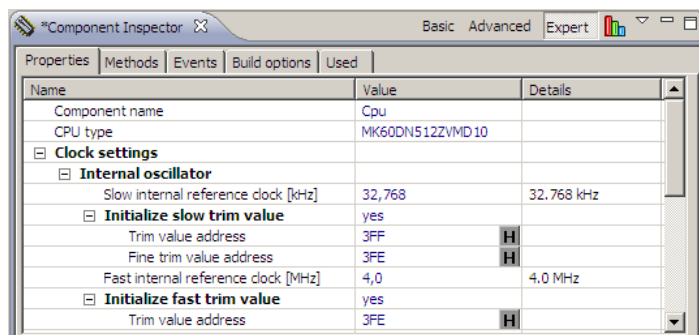 *Component Inspector Basic Advanced Expert
Properties Methods Events Build options Used
Name Value Details
Component name Cpu
CPU type MK60DN512ZVMD10
Clock settings
Internal oscillator
Slow internal reference clock [kHz] 32,768 32.768 kHz
Initialize slow trim value yes
Trim value address 3FF H
Fine trim value address 3FE H
Fast internal reference clock [MHz] 4,0 4.0 MHz
Initialize fast trim value yes
Trim value address 3FE H